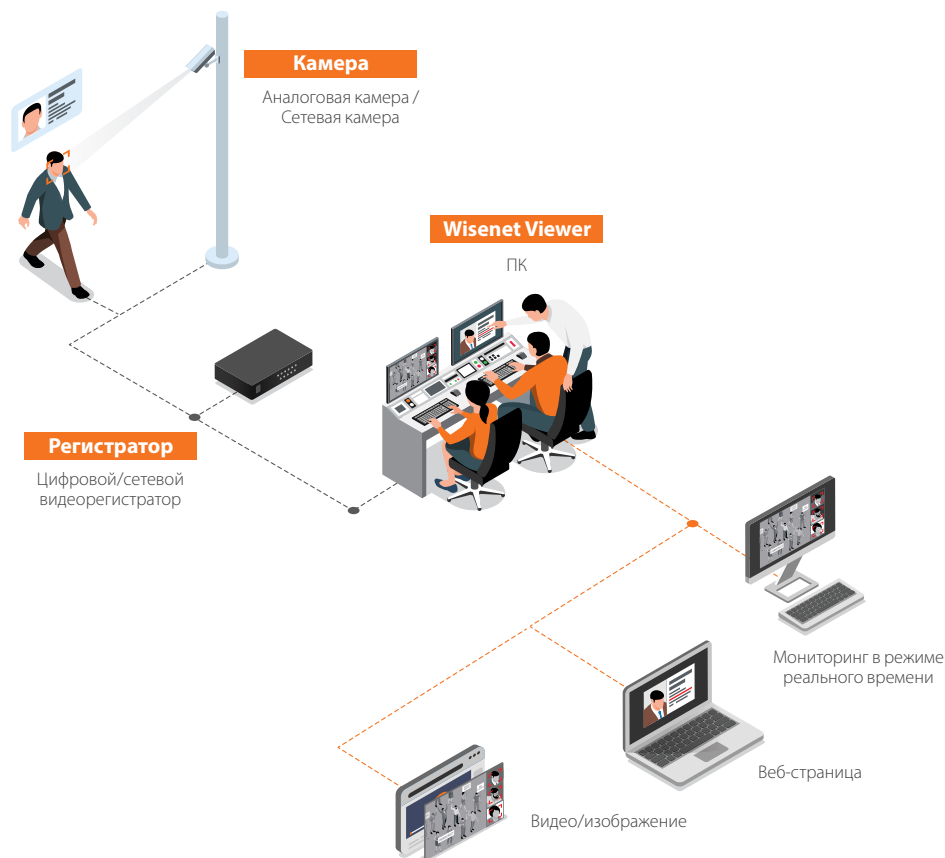 Камера
Аналоговая камера /
Сетевая камера
Wisenet Viewer
ПК
Регистратор
Цифровой/сетевой
видеорегистратор
Мониторинг в режиме
реального времени
Веб-страница
Видео/изображение